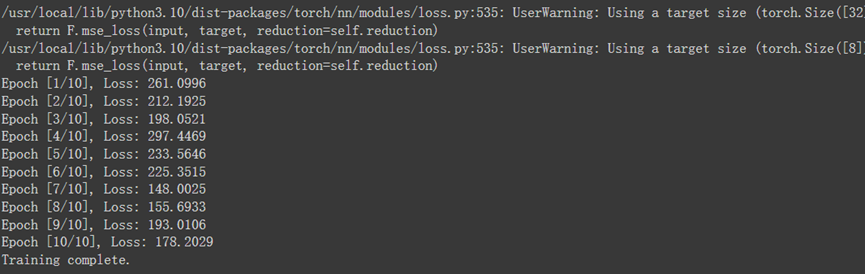 /usr/local/lib/python3.10/dist-packages/torch/nn/modules/loss.py:535: UserWarning: Using a target size (torch.Size([32]
  return F.mse_loss(input, target, reduction=self.reduction)
/usr/local/lib/python3.10/dist-packages/torch/nn/modules/loss.py:535: UserWarning: Using a target size (torch.Size([8])
  return F.mse_loss(input, target, reduction=self.reduction)
Epoch [1/10], Loss: 261.0996
Epoch [2/10], Loss: 212.1925
Epoch [3/10], Loss: 198.0521
Epoch [4/10], Loss: 297.4469
Epoch [5/10], Loss: 233.5646
Epoch [6/10], Loss: 225.3515
Epoch [7/10], Loss: 148.0025
Epoch [8/10], Loss: 155.6933
Epoch [9/10], Loss: 193.0106
Epoch [10/10], Loss: 178.2029
Training complete.